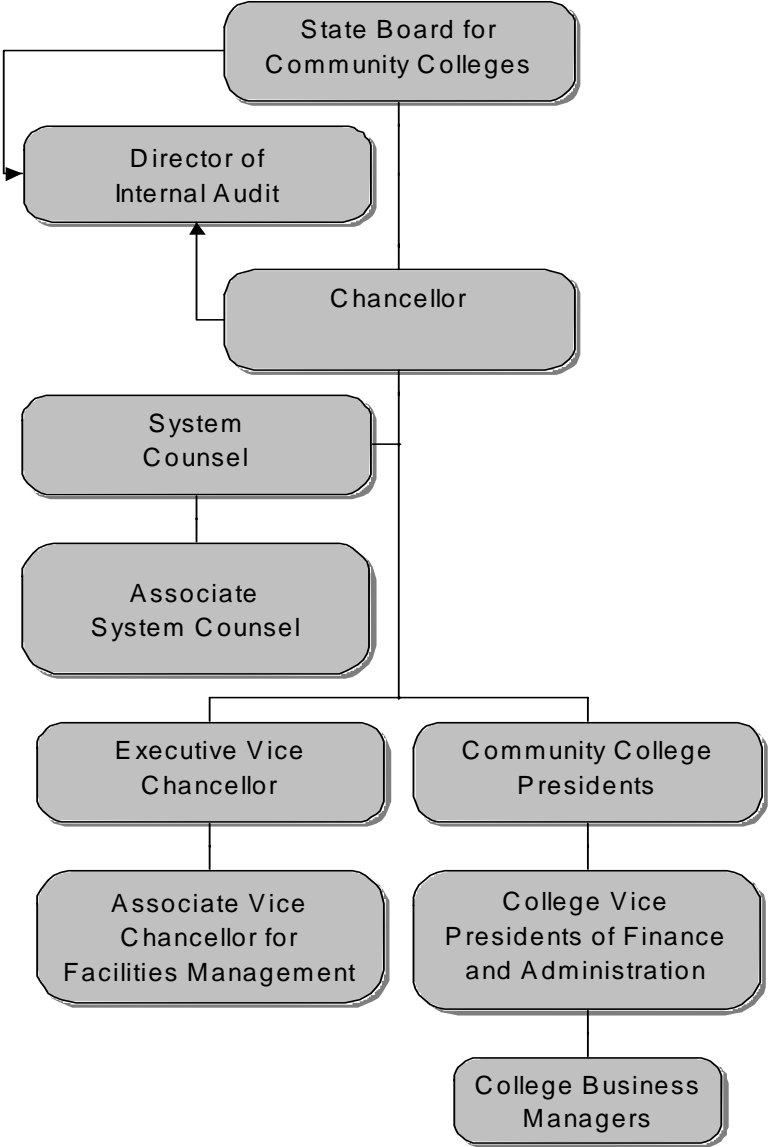 State Board for
Community Colleges
Director of
Internal Audit
Chancellor
System
Counsel
Associate
System Counsel
Executive Vice
Chancellor
Community College
Presidents
Associate Vice
Chancellor for
Facilities Management
College Vice
Presidents of Finance
and Administration
College Business
Managers